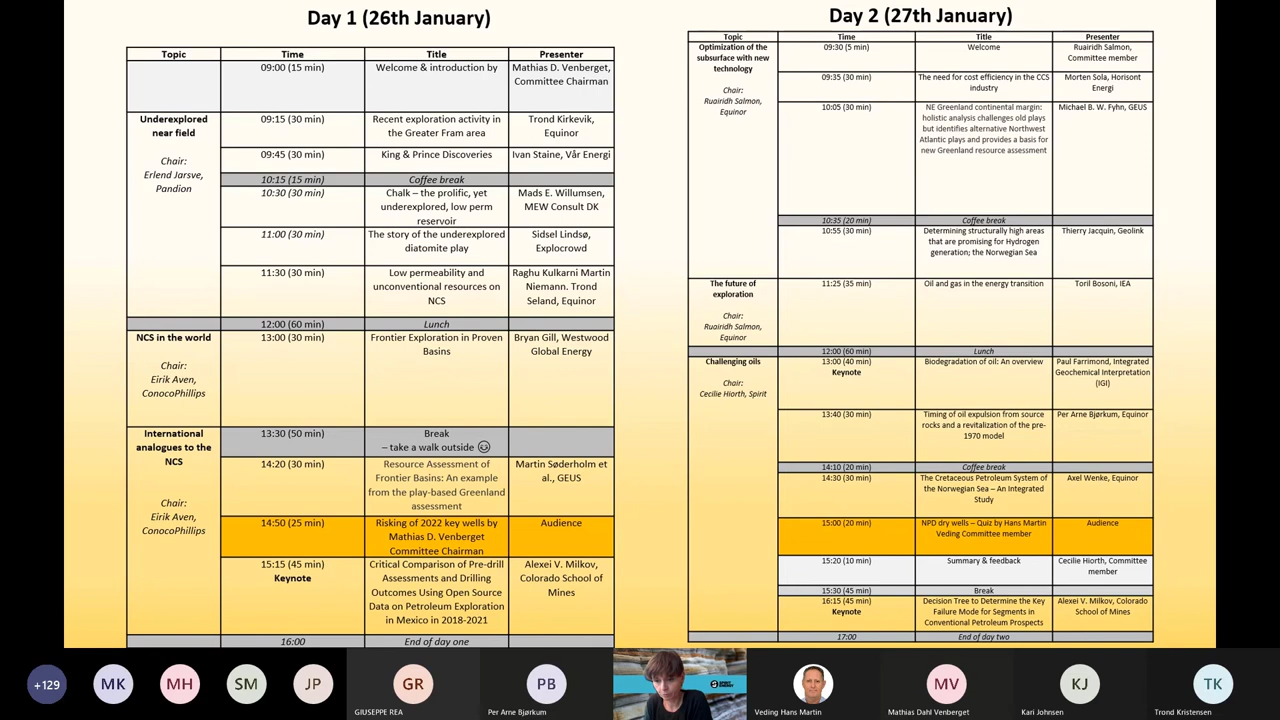 Day 1 (26th January)
Topic Time Title Presenter
09:00 (15 min) Welcome & introduction by Mathias D. Venberget,
Committee Chairman
Underexplored
near field
Chair:
Erlend Jarsve,
Pandion
09:15 (30 min) Recent exploration activity in Trond Kirkevik,
the Greater Fram area Equinor
09:45 (30 min) King & Prince Discoveries Ivan Staine, Vår Energi
10:15 (15 min) Coffee break
10:30 (30 min) Chalk – the prolific, yet Mads E. Willumsen,
underexplored, low perm MEW Consult DK
reservoir
11:00 (30 min) The story of the underexplored Sidsel Lindsø,
diatomite play Explocrowd
11:30 (30 min) Low permeability and Raghu Kulkarni Martin
unconventional resources on Niemann. Trond
NCS Seland, Equinor
12:00 (60 min) Lunch
NCS in the world
Chair:
Eirik Aven,
ConocoPhillips
13:00 (30 min) Frontier Exploration in Proven Bryan Gill, Westwood
Basins Global Energy
International
analogues to the
NCS
Chair:
Eirik Aven,
ConocoPhillips
13:30 (50 min) Break
– take a walk outside ☺
14:20 (30 min) Resource Assessment of Martin Søderholm et
Frontier Basins: An example al., GEUS
from the play-based Greenland
assessment
14:50 (25 min) Risking of 2022 key wells by Audience
Mathias D. Venberget
Committee Chairman
15:15 (45 min) Critical Comparison of Pre-drill Alexei V. Milkov,
Keynote Assessments and Drilling Colorado School of
Outcomes Using Open Source Mines
Data on Petroleum Exploration
in Mexico in 2018-2021
16:00 End of day one
Day 2 (27th January)
Topic Time Title Presenter
Optimization of the
subsurface with new
technology
Chair:
Ruairidh Salmon,
Equinor
09:30 (5 min) Welcome Ruairidh Salmon,
Committee member
09:35 (30 min) The need for cost efficiency in the CCS Morten Sola, Horisont
industry Energi
10:05 (30 min) NE Greenland continental margin: Michael B. W. Fyhn, GEUS
holistic analysis challenges old plays
but identifies alternative Northwest
Atlantic plays and provides a basis for
new Greenland resource assessment
10:35 (20 min) Coffee break
10:55 (30 min) Determining structurally high areas Thierry Jacquin, Geolink
that are promising for Hydrogen
generation; the Norwegian Sea
The future of
exploration
Chair:
Ruairidh Salmon,
Equinor
11:25 (35 min) Oil and gas in the energy transition Toril Bosoni, IEA
12:00 (60 min) Lunch
Challenging oils
Chair:
Cecilie Hiorth, Spirit
13:00 (40 min) Biodegradation of oil: An overview Paul Farrimond, Integrated
Keynote Geochemical Interpretation
(IGI)
13:40 (30 min) Timing of oil expulsion from source Per Arne Bjørkum, Equinor
rocks and a revitalization of the pre-
1970 model
14:10 (20 min) Coffee break
14:30 (30 min) The Cretaceous Petroleum System of Axel Wenke, Equinor
the Norwegian Sea – An Integrated
Study
15:00 (20 min) NPD dry wells – Quiz by Hans Martin Audience
Veding Committee member
15:20 (10 min) Summary & feedback Cecilie Hiorth, Committee
member
15:30 (45 min) Break
16:15 (45 min) Decision Tree to Determine the Key Alexei V. Milkov, Colorado
Keynote Failure Mode for Segments in School of Mines
Conventional Petroleum Prospects
17:00 End of day two
+129 MK MH SM JP GR PB MV KJ TK
GIUSEPPE REA Per Arne Bjørkum Veding Hans Martin Mathias Dahl Venberget Kari Johnsen Trond Kristensen